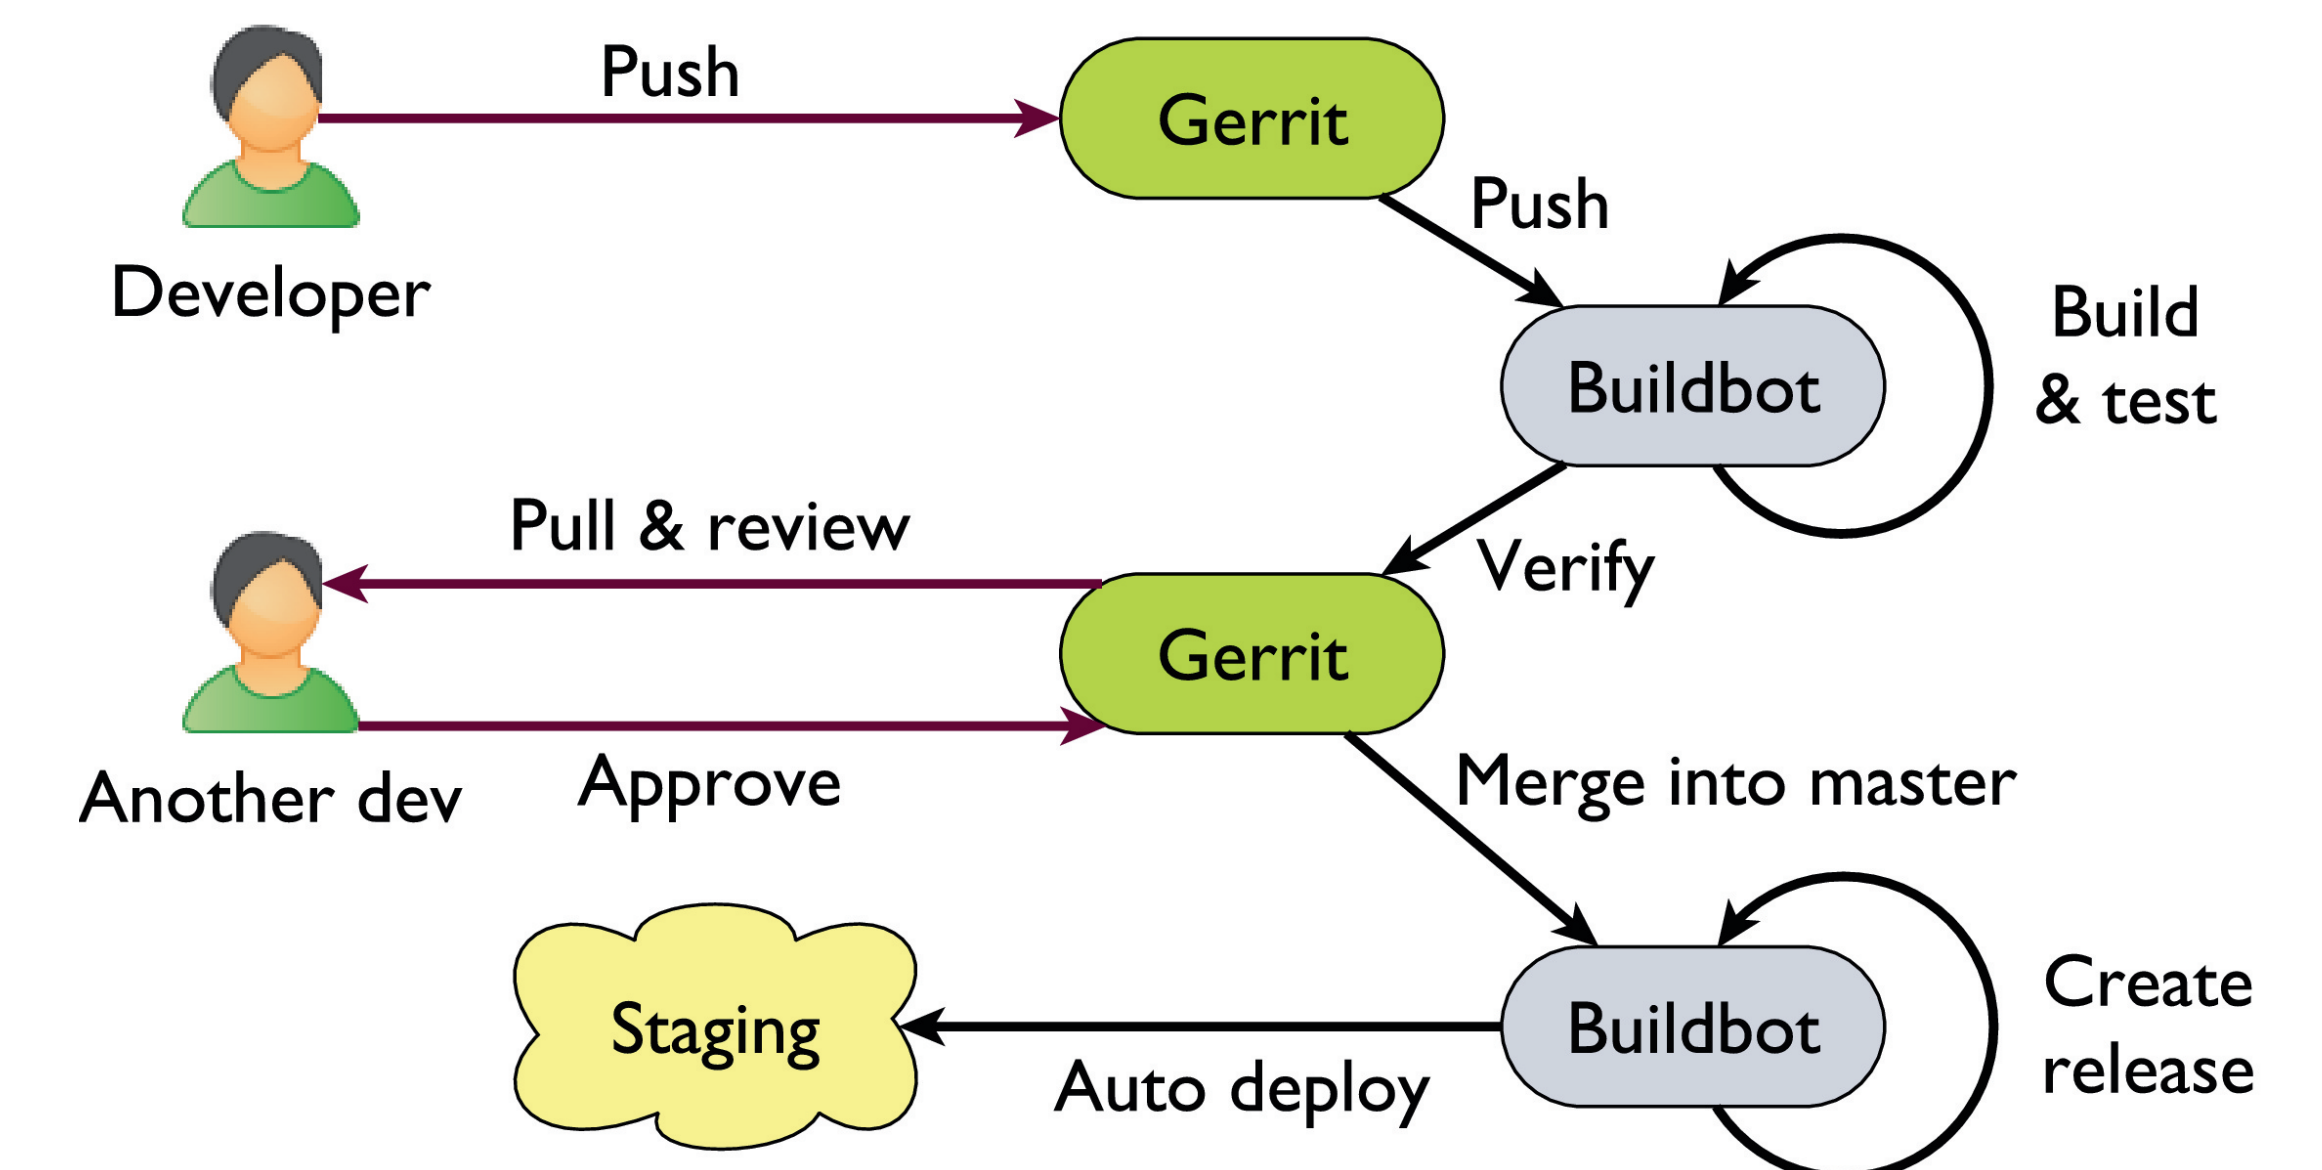 Push
Gerrit
Push
Developer
Build
& test
Buildbot
Pull & review
Verify
Gerrit
Another dev
Approve
Merge into master
Staging
Auto deploy
Buildbot
Create
release